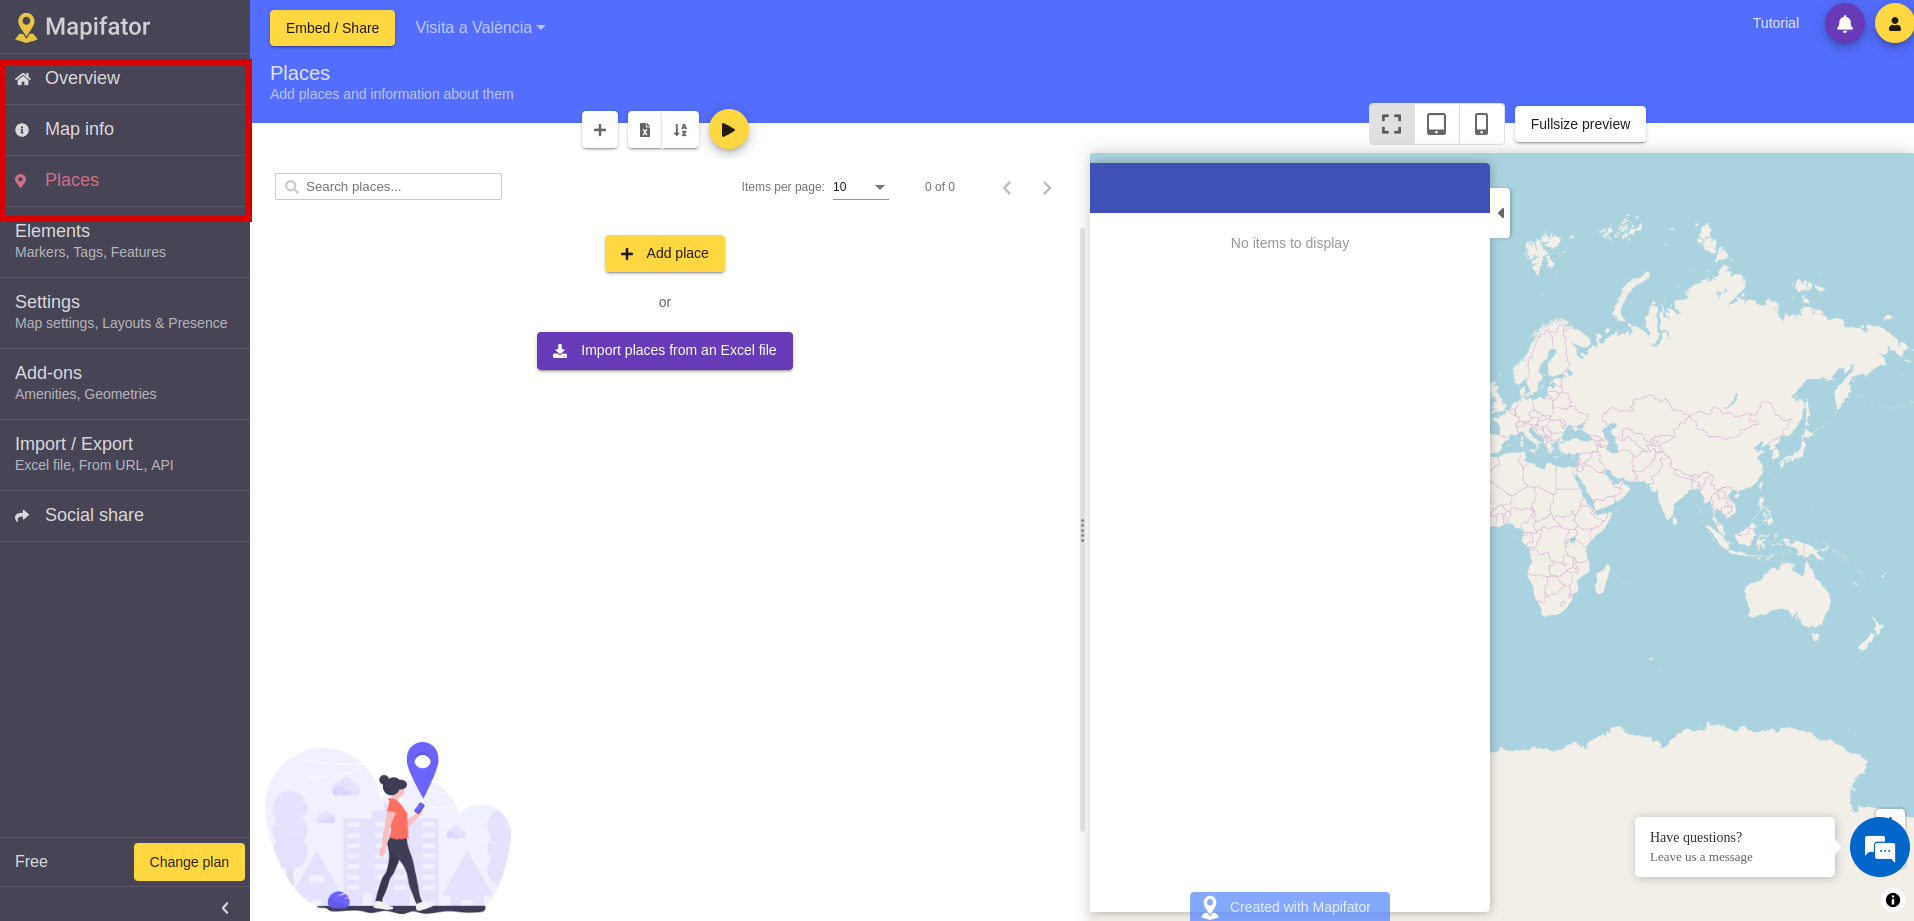 Mapifator
Overview
Map info
Places
Elements
Markers, Tags, Features
Settings
Map settings, Layouts & Presence
Add-ons
Amenities, Geometries
Import / Export
Excel file, From URL, API
Social share
Free
Change plan
Embed / Share
Visita a València
Tutorial
Places
Add places and information about them
Fullsize preview
Search places...
Items per page: 10
0 of 0
Add place
or
Import places from an Excel file
No items to display
Created with Mapifator
Have questions?
Leave us a message